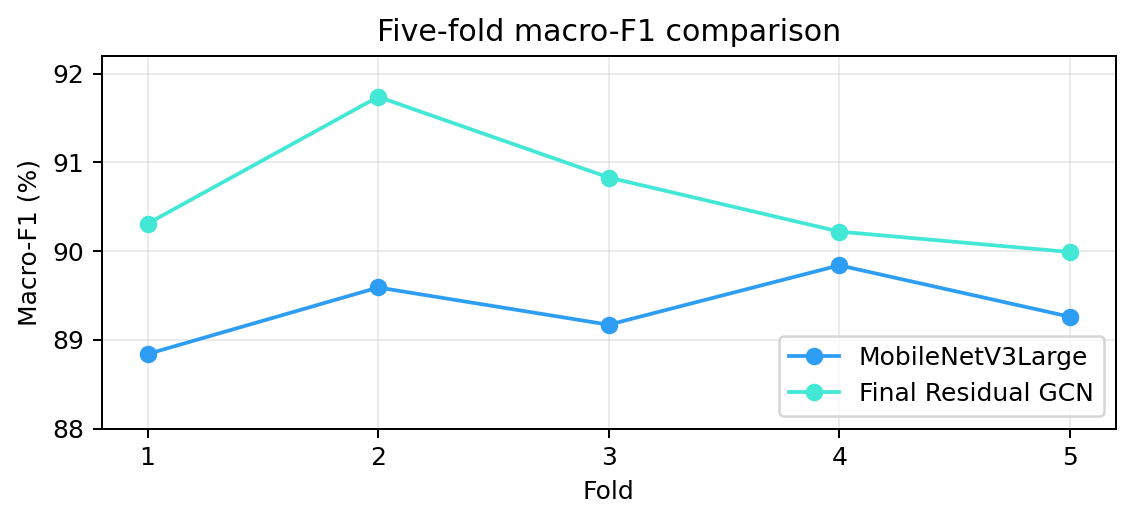 Five-fold macro-F1 comparison
Macro-F1 (%)
92
91
90
89
88
MobileNetV3Large
Final Residual GCN
1 2 3 4 5
Fold